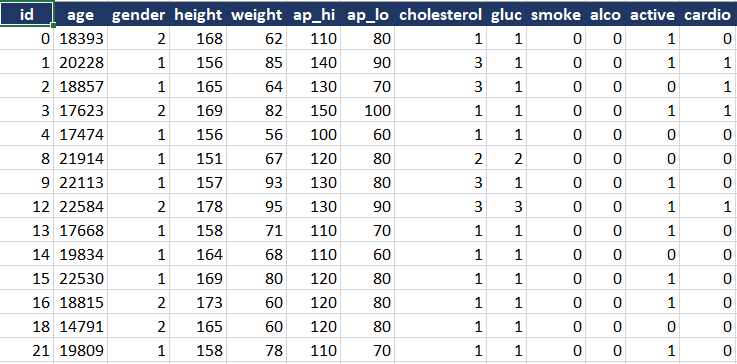 id age gender height weight ap_hi ap_lo cholesterol gluc smoke alco active cardio
0 18393 2 168 62 110 80 1 1 0 0 1 0
1 20228 1 156 85 140 90 3 1 0 0 1 1
2 18857 1 165 64 130 70 3 1 0 0 0 1
3 17623 2 169 82 150 100 1 1 0 0 1 1
4 17474 1 156 56 100 60 1 1 0 0 0 0
8 21914 1 151 67 120 80 2 2 0 0 0 0
9 22113 1 157 93 130 80 3 1 0 0 1 0
12 22584 2 178 95 130 90 3 3 0 0 1 1
13 17668 1 158 71 110 70 1 1 0 0 1 0
14 19834 1 164 68 110 60 1 1 0 0 0 0
15 22530 1 169 80 120 80 1 1 0 0 1 0
16 18815 2 173 60 120 80 1 1 0 0 1 0
18 14791 2 165 60 120 80 1 1 0 0 0 0
21 19809 1 158 78 110 70 1 1 0 0 1 0